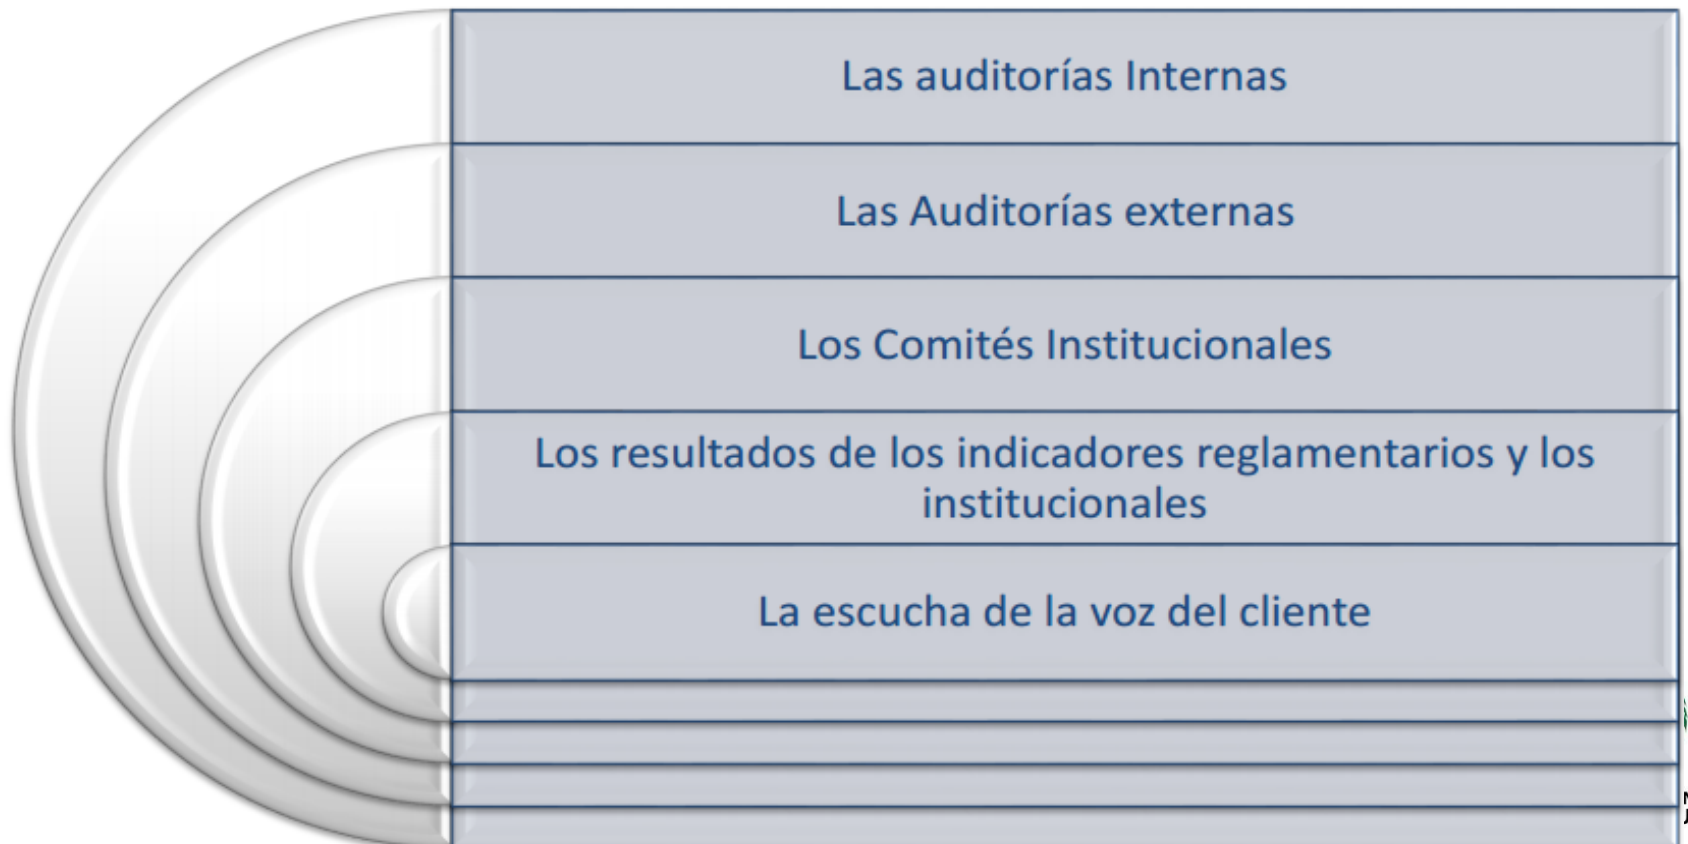 Las auditorías Internas
Las Auditorías externas
Los Comités Institucionales
Los resultados de los indicadores reglamentarios y los
institucionales
La escucha de la voz del cliente